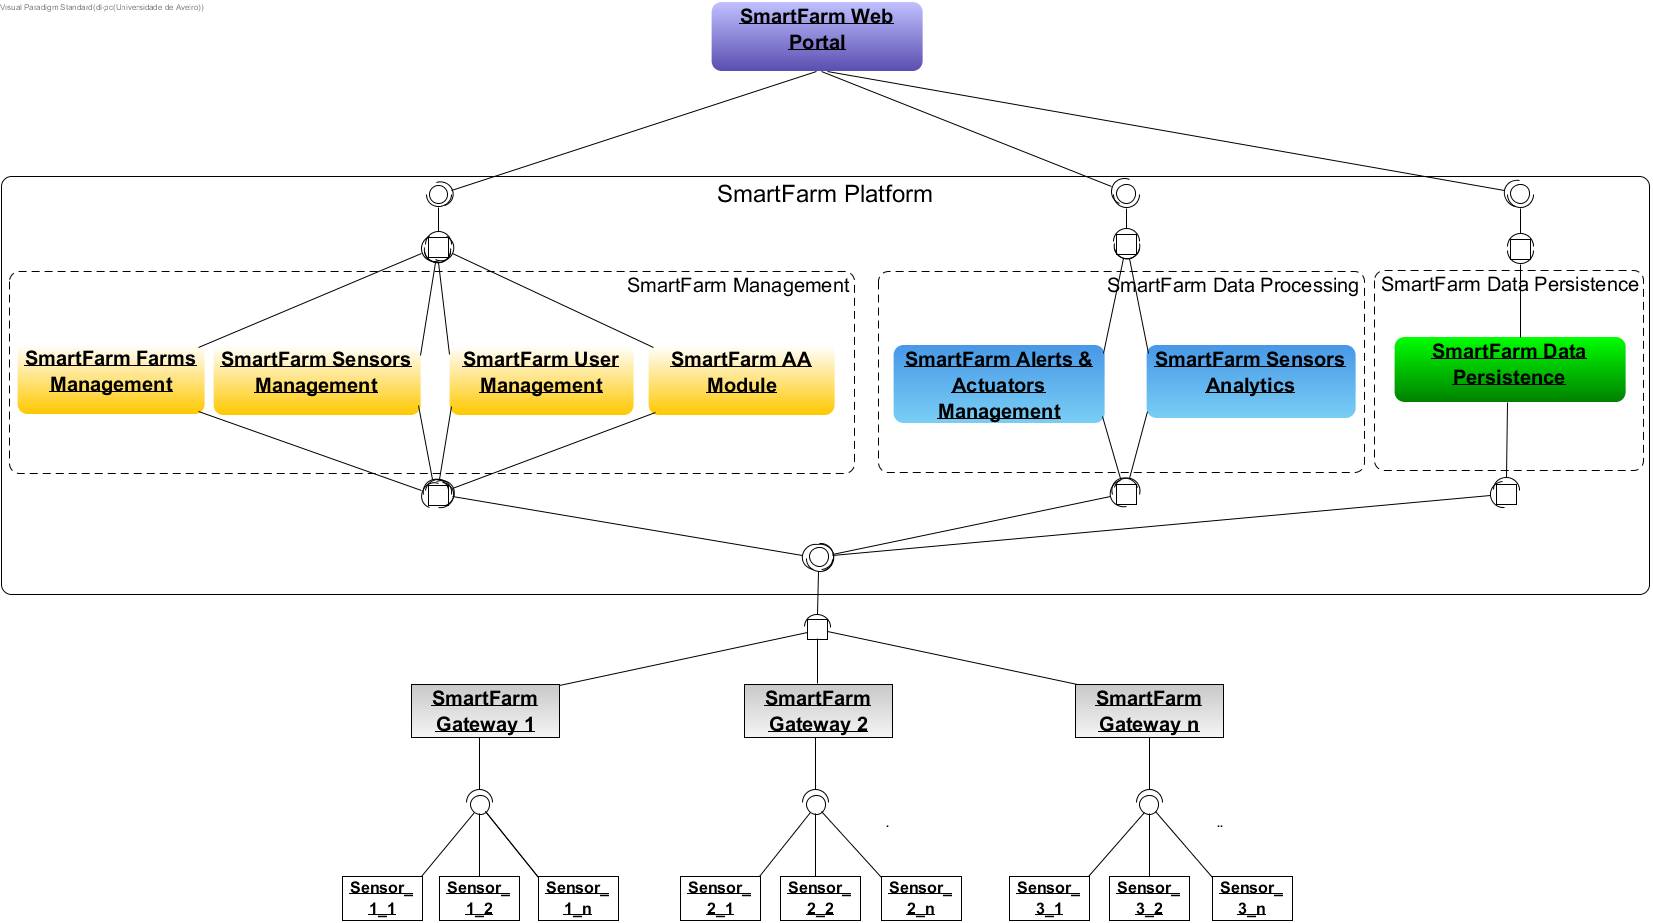 Visual Paradigm Standard(dl-pc(Universidade de Aveiro))
SmartFarm Web
Portal
SmartFarm Platform
SmartFarm Management
SmartFarm Data Processing
SmartFarm Data Persistence
SmartFarm Farms
Management
SmartFarm Sensors
Management
SmartFarm User
Management
SmartFarm AA
Module
SmartFarm Alerts &
Actuators
Management
SmartFarm Sensors
Analytics
SmartFarm Data
Persistence
SmartFarm
Gateway 1
SmartFarm
Gateway 2
SmartFarm
Gateway n
.
..
Sensor_
1_1
Sensor_
1_2
Sensor_
1_n
Sensor_
2_1
Sensor_
2_2
Sensor_
2_n
Sensor_
3_1
Sensor_
3_2
Sensor_
3_n